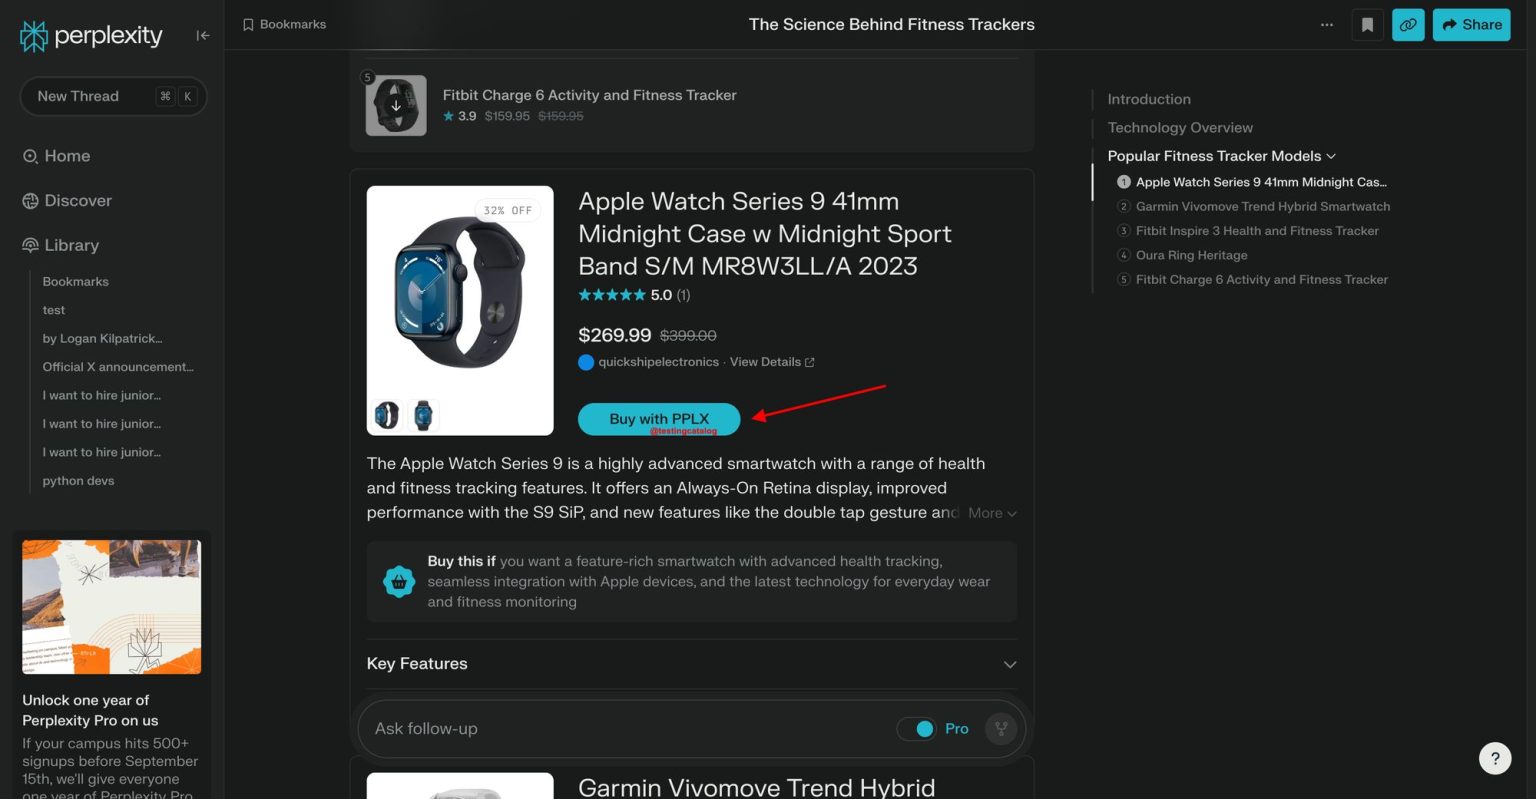 perplexity
New Thread
⌘ K
Home
Discover
Library
Bookmarks
test
by Logan Kilpatrick...
Official X announcement...
I want to hire junior...
I want to hire junior...
I want to hire junior...
python devs
Unlock one year of
Perplexity Pro on us
If your campus hits 500+
signups before September
15th, we'll give everyone
one year of Perplexity Pro
Bookmarks
The Science Behind Fitness Trackers
Share
5
Fitbit Charge 6 Activity and Fitness Tracker
3.9 $159.95 $159.95
32% OFF
Apple Watch Series 9 41mm
Midnight Case w Midnight Sport
Band S/M MR8W3LL/A 2023
5.0 (1)
$269.99 $399.00
quickshipelectronics · View Details
Buy with PPLX
@testingcatalog
The Apple Watch Series 9 is a highly advanced smartwatch with a range of health
and fitness tracking features. It offers an Always-On Retina display, improved
performance with the S9 SiP, and new features like the double tap gesture and More
Buy this if you want a feature-rich smartwatch with advanced health tracking,
seamless integration with Apple devices, and the latest technology for everyday wear
and fitness monitoring
Key Features
Ask follow-up
Pro
Garmin Vivomove Trend Hybrid
Introduction
Technology Overview
Popular Fitness Tracker Models
1 Apple Watch Series 9 41mm Midnight Cas...
2 Garmin Vivomove Trend Hybrid Smartwatch
3 Fitbit Inspire 3 Health and Fitness Tracker
4 Oura Ring Heritage
5 Fitbit Charge 6 Activity and Fitness Tracker
?